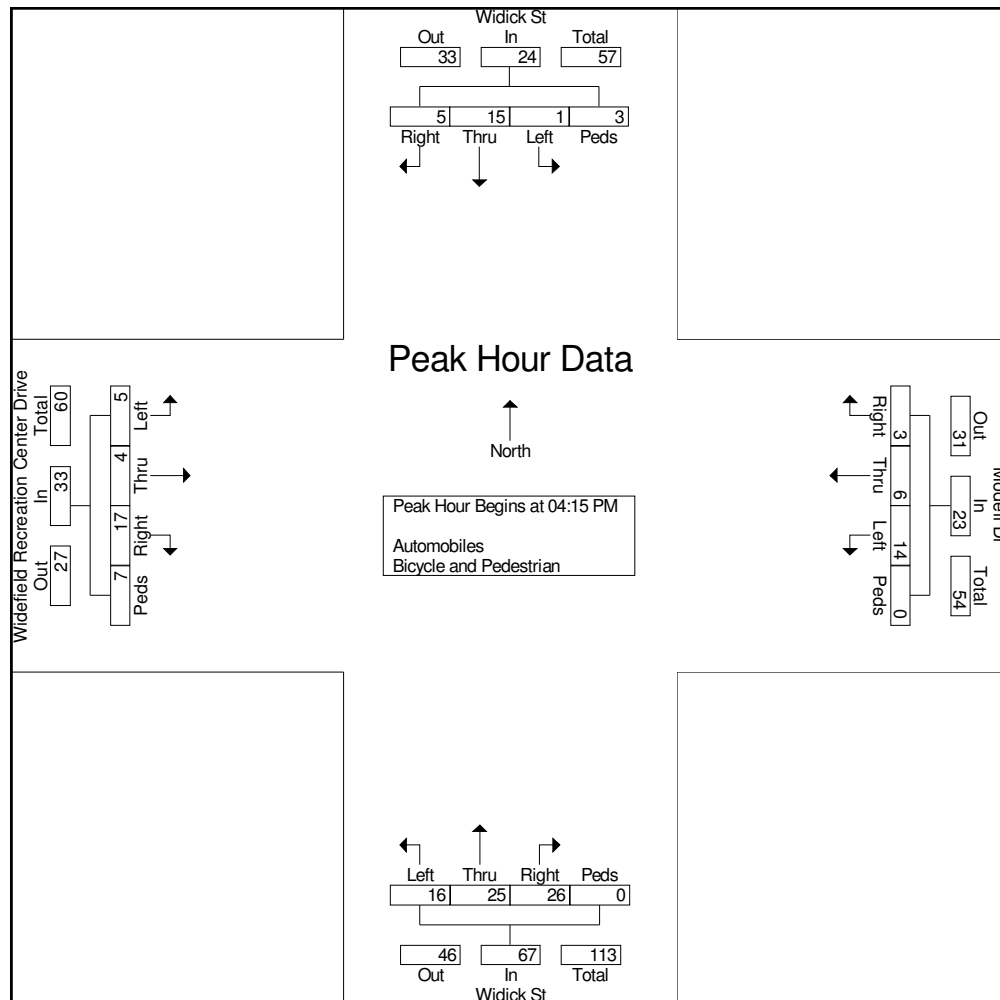 Widick St
Out In Total
33 24 57
5 15 1 3
Right Thru Left Peds
Peak Hour Data
North
Peak Hour Begins at 04:15 PM
Automobiles
Bicycle and Pedestrian
Widefield Recreation Center Drive
Out In Total
27 33 60
7 17 4 5
Peds Right Thru Left
Out In Total
31 23 54
3 6 14 0
Right Thru Left Peds
Left Thru Right Peds
16 25 26 0
46 67 113
Out In Total
Widick St